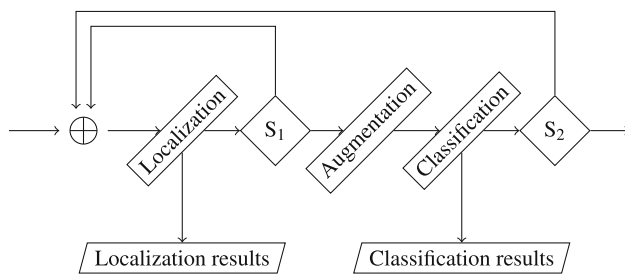 Localization
S1
Augmentation
Classification
S2
Localization results
Classification results